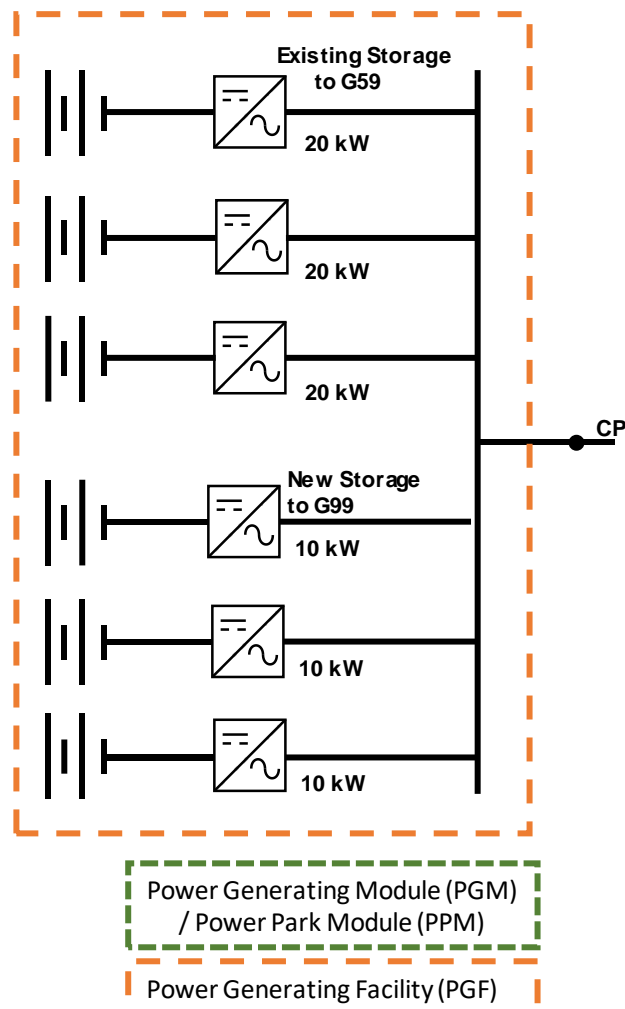 Existing Storage
to G59
20 kW
20 kW
20 kW
CP
New Storage
to G99
10 kW
10 kW
10 kW
Power Generating Module (PGM)
/ Power Park Module (PPM)
Power Generating Facility (PGF)